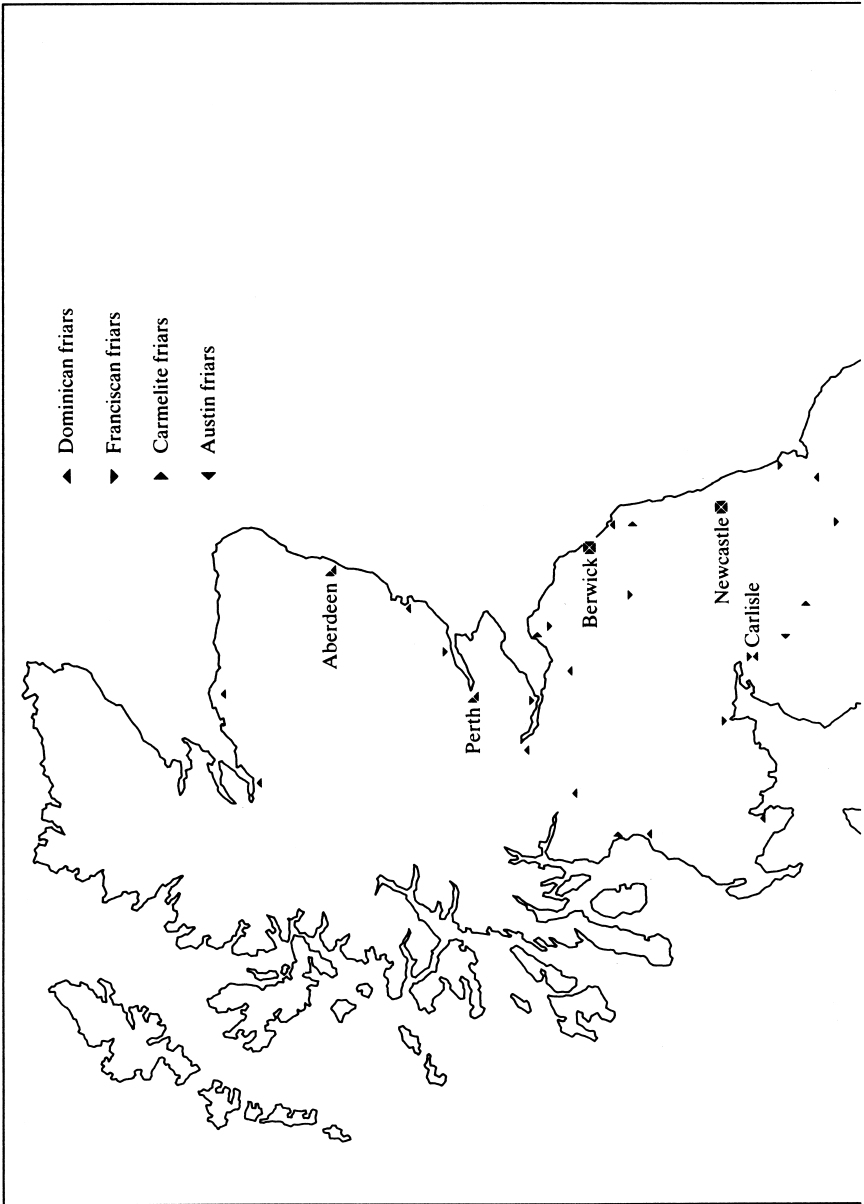 Dominican friars
Franciscan friars
Carmelite friars
Austin friars
Aberdeen
Perth
Berwick
Newcastle
Carlisle